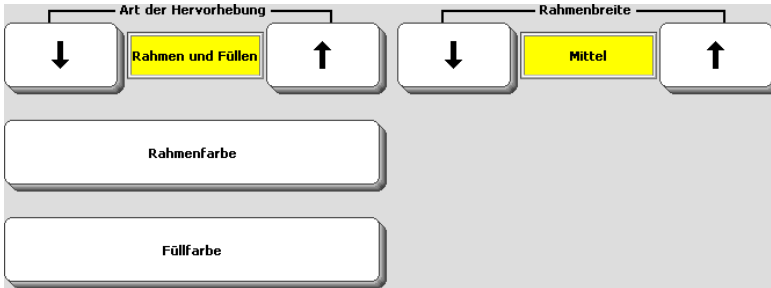 Art der Hervorhebung
Rahmenbreite
Rahmen und Füllen
Mittel
Rahmenfarbe
Füllfarbe